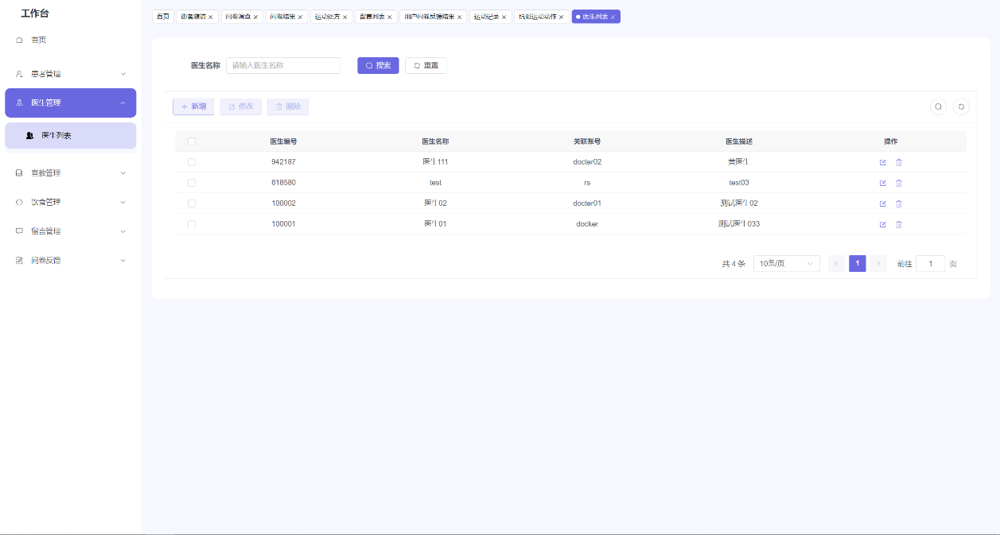 工作台
首页
患者管理
医生管理
医生列表
宣教管理
饮食管理
留言管理
问卷反馈
首页 患者随访 问卷调查 问卷结果 运动处方 留言列表 用户问卷反馈结果 运动记录 抗阻运动动作 医生列表
医生名称 请输入医生名称 搜索 重置
新增 修改 删除
医生编号 医生名称 关联账号 医生描述 操作
942187 医生111 docter02 黄医生
618580 test rs test03
100002 医生02 docter01 测试医生02
100001 医生01 docker 测试医生033
共 4 条 10条/页 1 前往 1 页